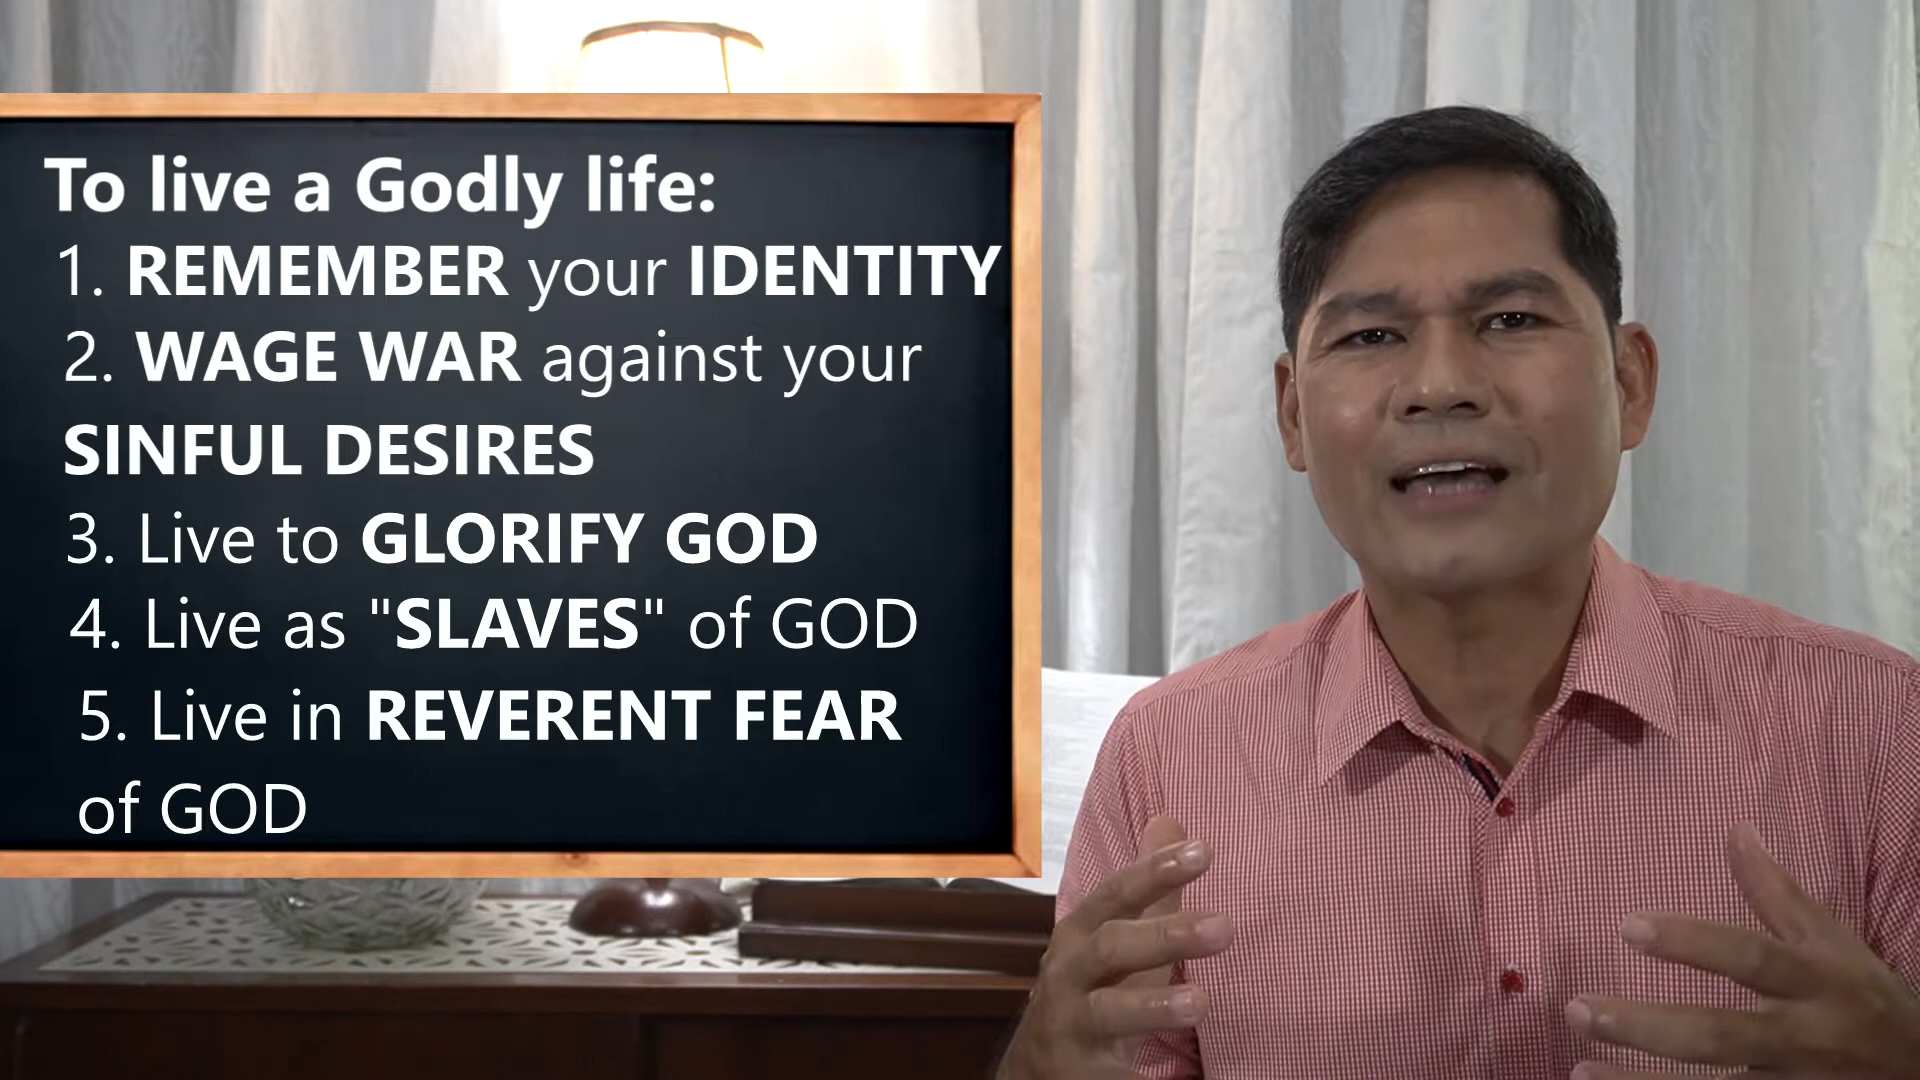 To live a Godly life:
1. REMEMBER your IDENTITY
2. WAGE WAR against your
SINFUL DESIRES
3. Live to GLORIFY GOD
4. Live as "SLAVES" of GOD
5. Live in REVERENT FEAR
of GOD